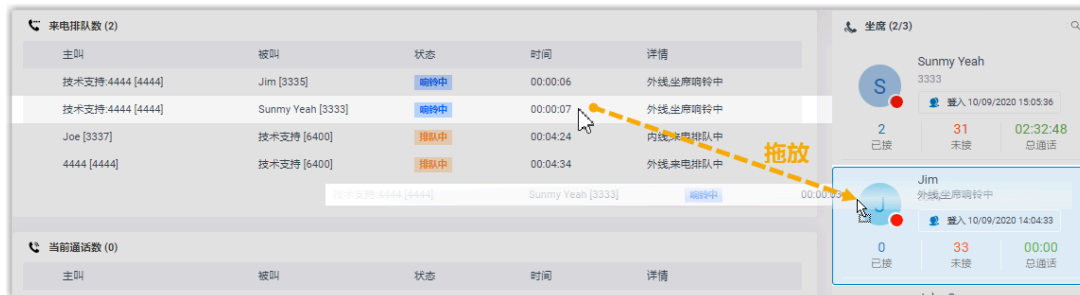 来电排队数 (2)
主叫 被叫 状态 时间 详情
技术支持:4444 [4444] Jim [3335] 响铃中 00:00:06 外线,坐席响铃中
技术支持:4444 [4444] Sunmy Yeah [3333] 响铃中 00:00:07 外线,坐席响铃中
Joe [3337] 技术支持 [6400] 排队中 00:04:24 内线,来电排队中
4444 [4444] 技术支持 [6400] 排队中 00:04:34 外线,来电排队中
技术支持:4444 [4444] Sunmy Yeah [3333] 响铃中 00:00:03
拖放
当前通话数 (0)
主叫 被叫 状态 时间 详情
坐席 (2/3)
S
Sunmy Yeah
3333
登入 10/09/2020 15:05:36
2 31 02:32:48
已接 未接 总通话
J
Jim
外线,坐席响铃中
登入 10/09/2020 14:04:33
0 33 00:00
已接 未接 总通话